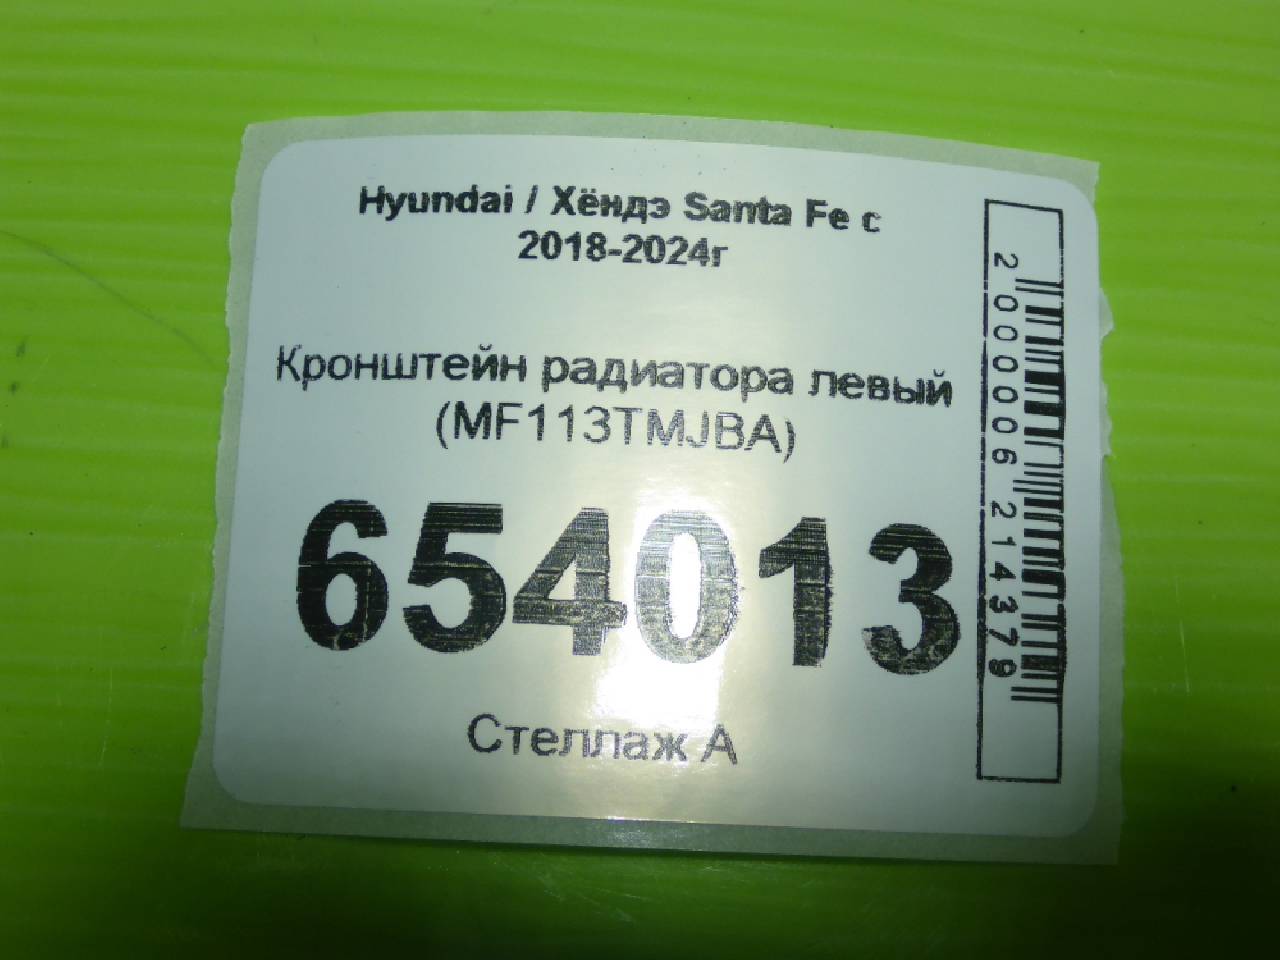 Hyundai / Хёндэ Santa Fe с
2018-2024г
Кронштейн радиатора левый
(MF113TMJBA)
654013
Стеллаж А
2000006214379